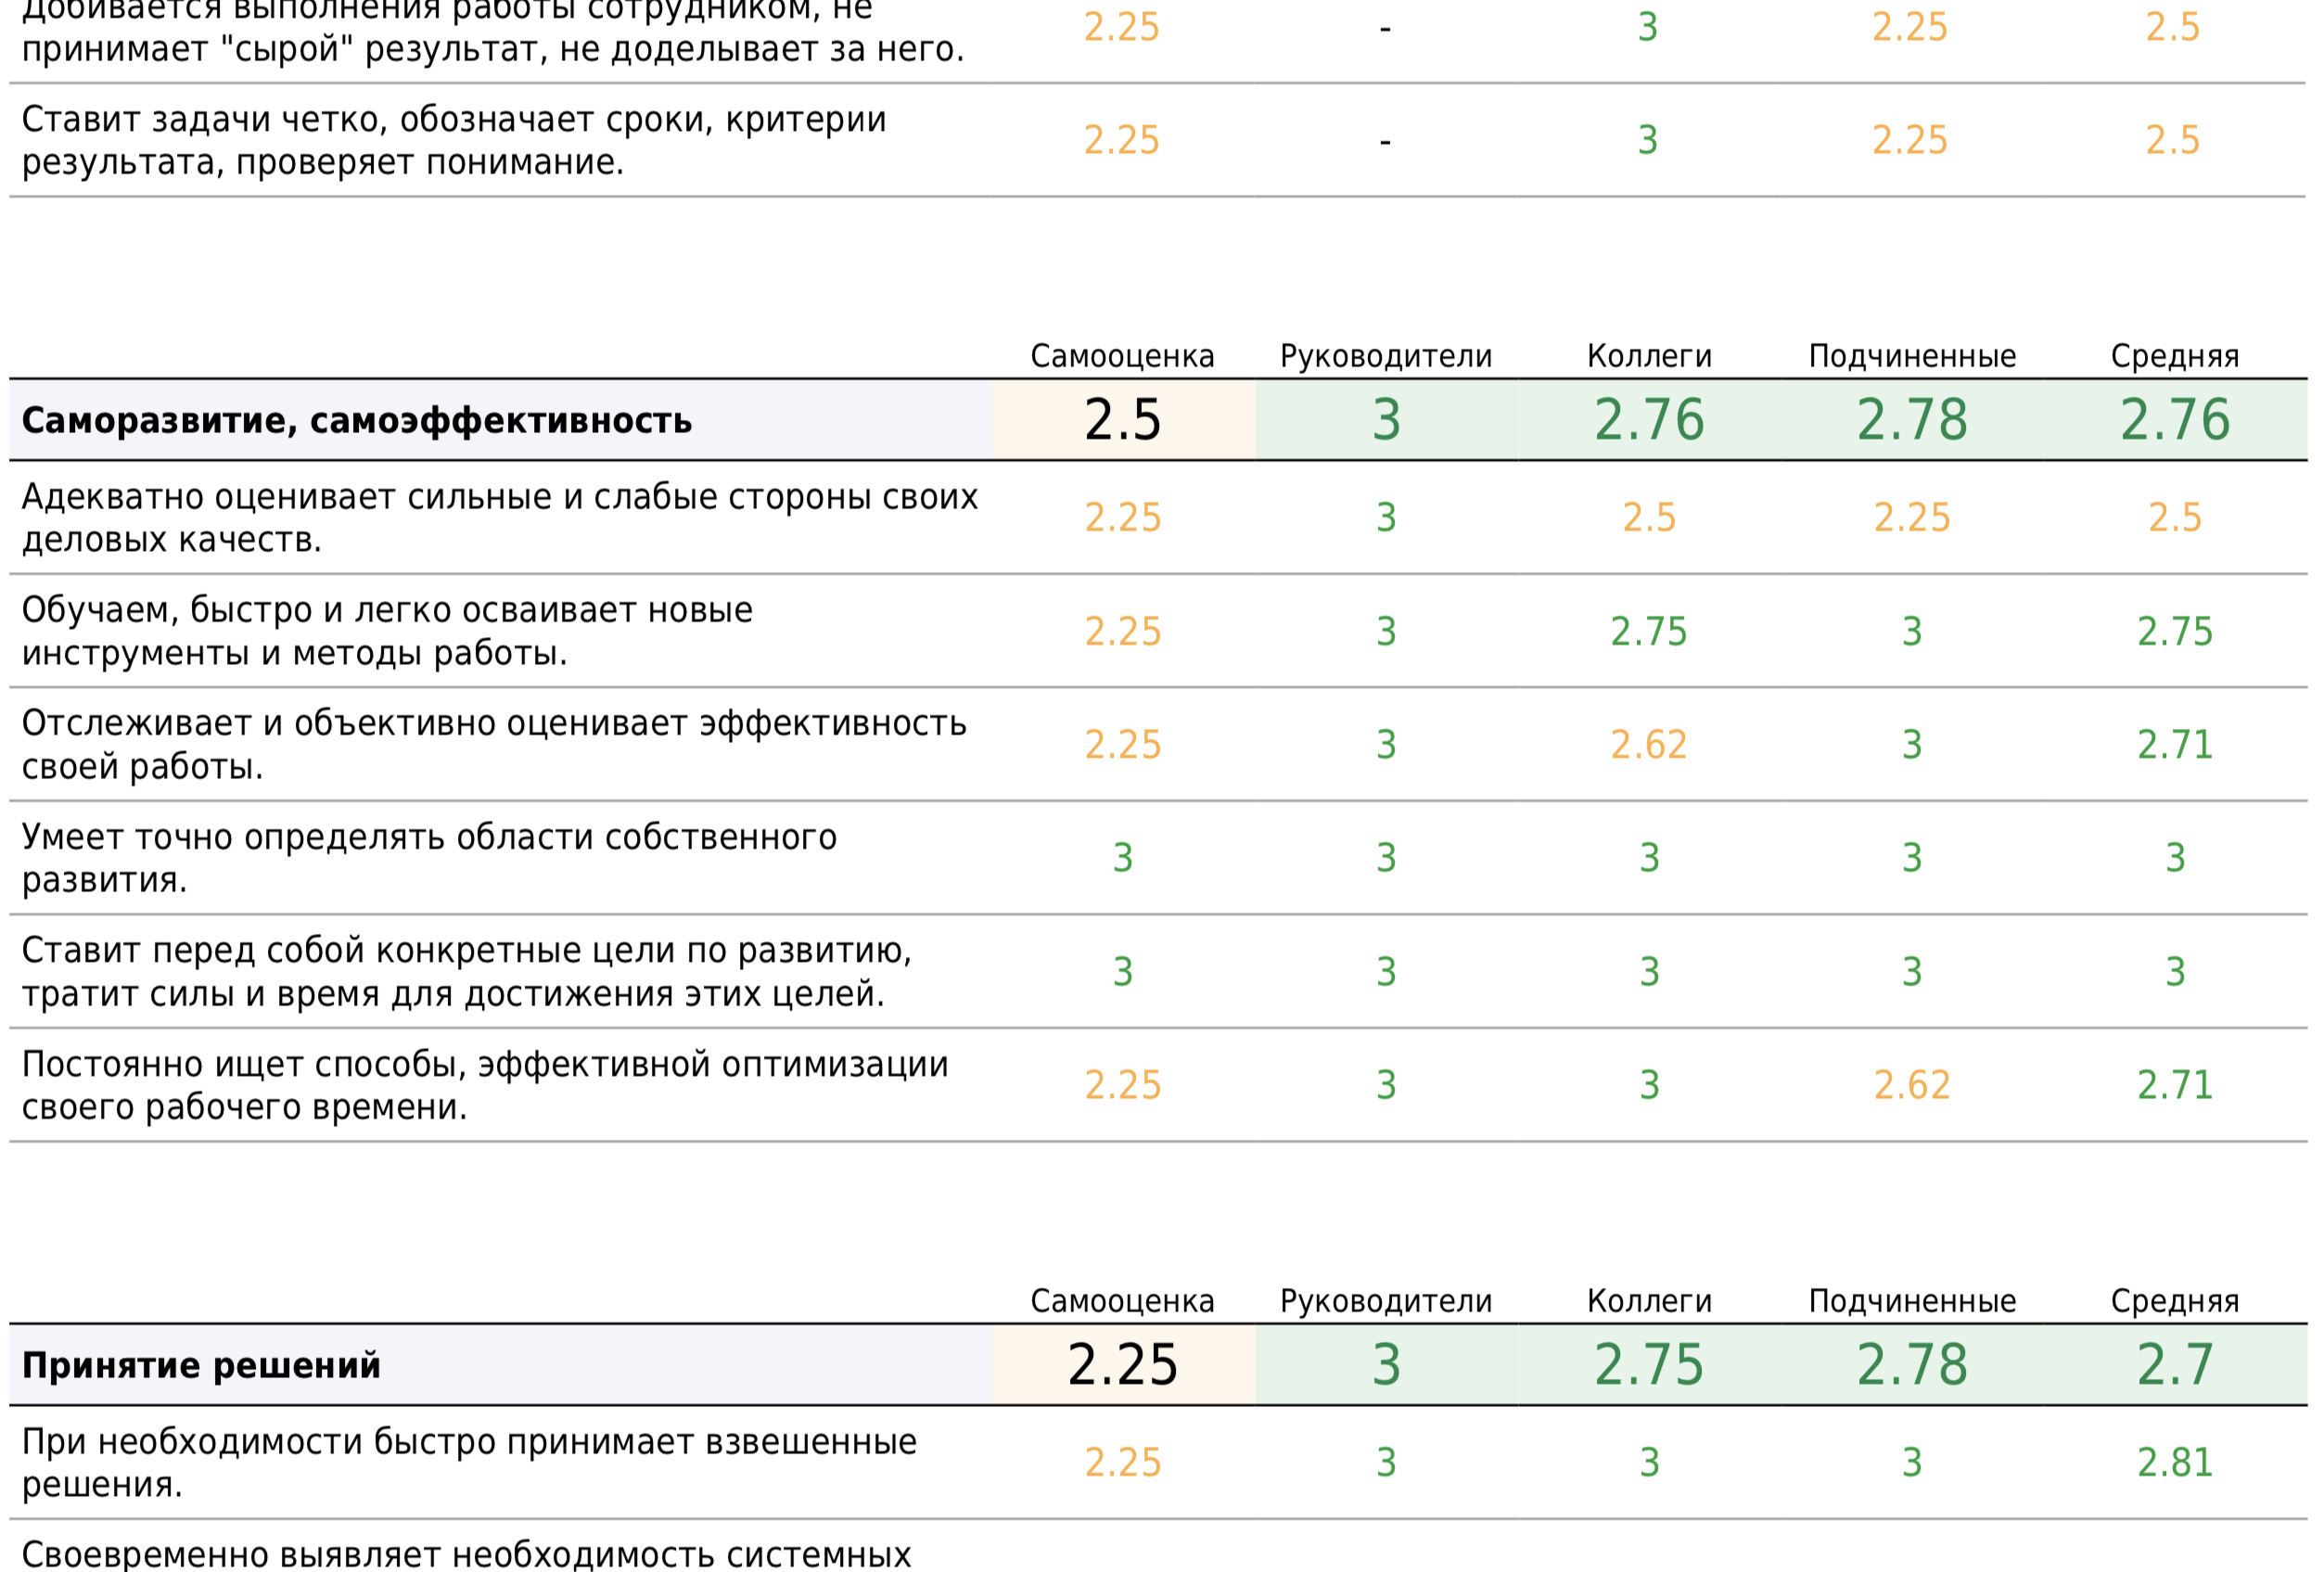 Добивается выполнения работы сотрудником, не
принимает "сырой" результат, не доделывает за него.
2.25 - 3 2.25 2.5
Ставит задачи четко, обозначает сроки, критерии
результата, проверяет понимание.
2.25 - 3 2.25 2.5
Самооценка Руководители Коллеги Подчиненные Средняя
Саморазвитие, самоэффективность 2.5 3 2.76 2.78 2.76
Адекватно оценивает сильные и слабые стороны своих
деловых качеств.
2.25 3 2.5 2.25 2.5
Обучаем, быстро и легко осваивает новые
инструменты и методы работы.
2.25 3 2.75 3 2.75
Отслеживает и объективно оценивает эффективность
своей работы.
2.25 3 2.62 3 2.71
Умеет точно определять области собственного
развития.
3 3 3 3 3
Ставит перед собой конкретные цели по развитию,
тратит силы и время для достижения этих целей.
3 3 3 3 3
Постоянно ищет способы, эффективной оптимизации
своего рабочего времени.
2.25 3 3 2.62 2.71
Самооценка Руководители Коллеги Подчиненные Средняя
Принятие решений 2.25 3 2.75 2.78 2.7
При необходимости быстро принимает взвешенные
решения.
2.25 3 3 3 2.81
Своевременно выявляет необходимость системных